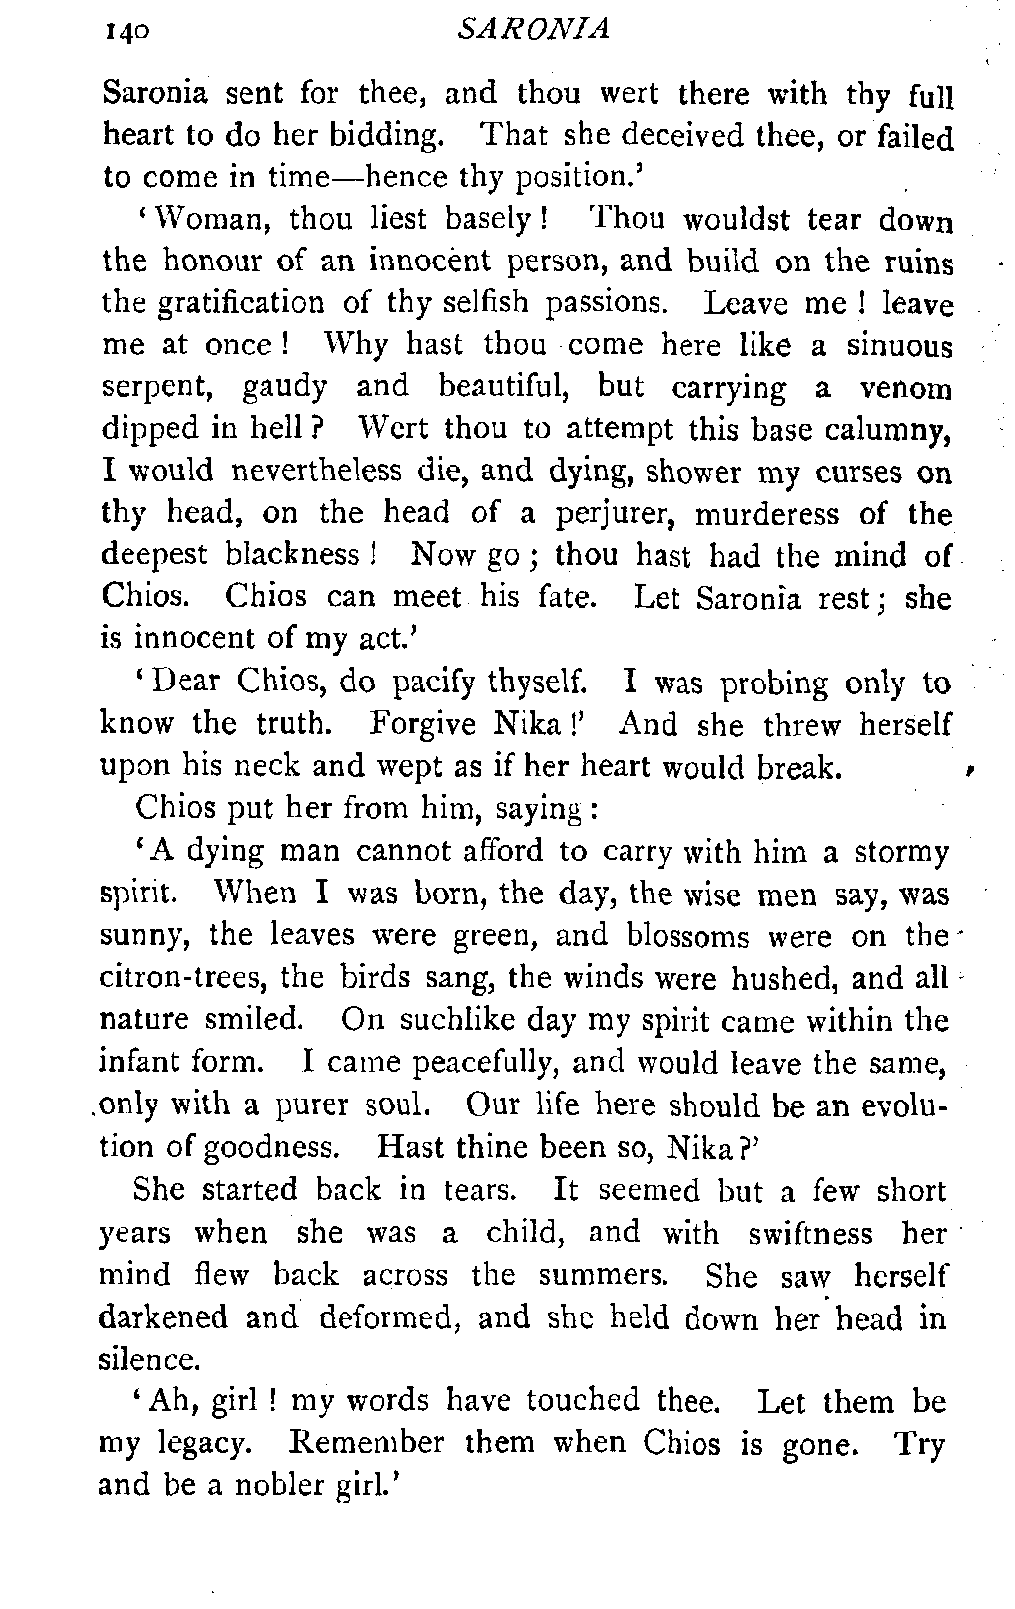 140 SARONIA
Saronia sent for thee, and thou wert there with thy full
heart to do her bidding. That she deceived thee, or failed
to come in time—hence thy position.'
'Woman, thou liest basely! Thou wouldst tear down
the honour of an innocent person, and build on the ruins
the gratification of thy selfish passions. Leave me! leave
me at once! Why hast thou come here like a sinuous
serpent, gaudy and beautiful, but carrying a venom
dipped in hell? Wert thou to attempt this base calumny,
I would nevertheless die, and dying, shower my curses on
thy head, on the head of a perjurer, murderess of the
deepest blackness! Now go; thou hast had the mind of
Chios. Chios can meet his fate. Let Saronia rest; she
is innocent of my act.'
'Dear Chios, do pacify thyself. I was probing only to
know the truth. Forgive Nika!' And she threw herself
upon his neck and wept as if her heart would break.
Chios put her from him, saying:
'A dying man cannot afford to carry with him a stormy
spirit. When I was born, the day, the wise men say, was
sunny, the leaves were green, and blossoms were on the
citron-trees, the birds sang, the winds were hushed, and all
nature smiled. On suchlike day my spirit came within the
infant form. I came peacefully, and would leave the same,
only with a purer soul. Our life here should be an evolu-
tion of goodness. Hast thine been so, Nika?'
She started back in tears. It seemed but a few short
years when she was a child, and with swiftness her
mind flew back across the summers. She saw herself
darkened and deformed, and she held down her head in
silence.
'Ah, girl! my words have touched thee. Let them be
my legacy. Remember them when Chios is gone. Try
and be a nobler girl.'